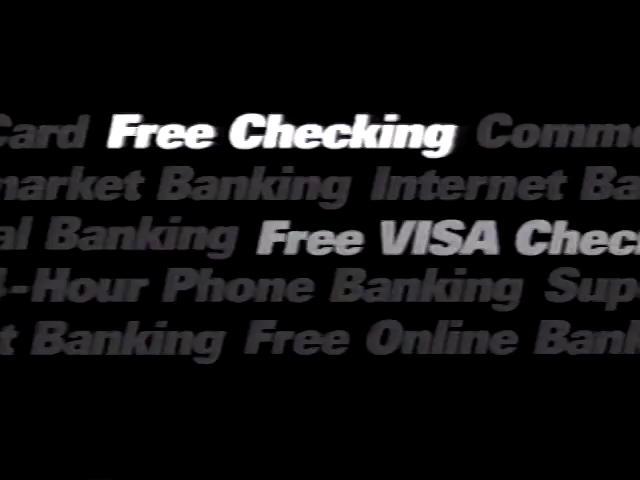 Card Free Checking Comm
market Banking Internet Ba
al Banking Free VISA Chec
4-Hour Phone Banking Sup
t Banking Free Online Bank